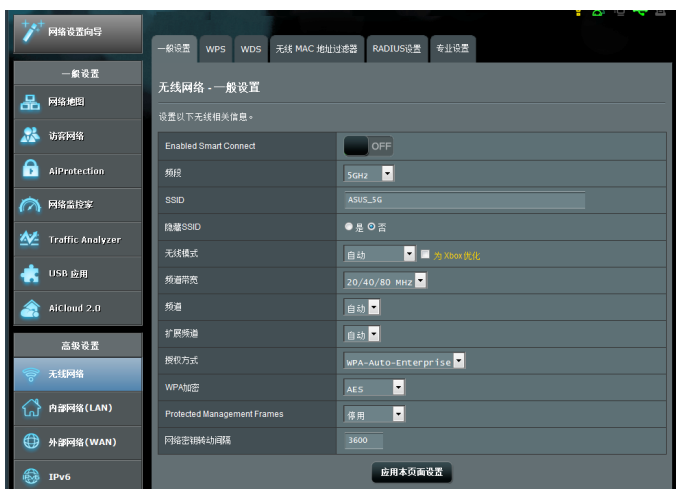 网络设置向导
一般设置
网络地图
访客网络
AiProtection
网络监控家
Traffic Analyzer
USB 应用
AiCloud 2.0
高级设置
无线网络
内部网络(LAN)
外部网络(WAN)
IPv6
一般设置 WPS WDS 无线 MAC 地址过滤器 RADIUS设置 专业设置
无线网络 - 一般设置
设置以下无线相关信息。
Enabled Smart Connect OFF
频段 5GHz
SSID ASUS_5G
隐藏SSID 是 否
无线模式 自动 为 Xbox 优化
频道带宽 20/40/80 MHz
频道 自动
扩展频道 自动
授权方式 WPA-Auto-Enterprise
WPA加密 AES
Protected Management Frames 停用
网络密钥转动间隔 3600
应用本页面设置